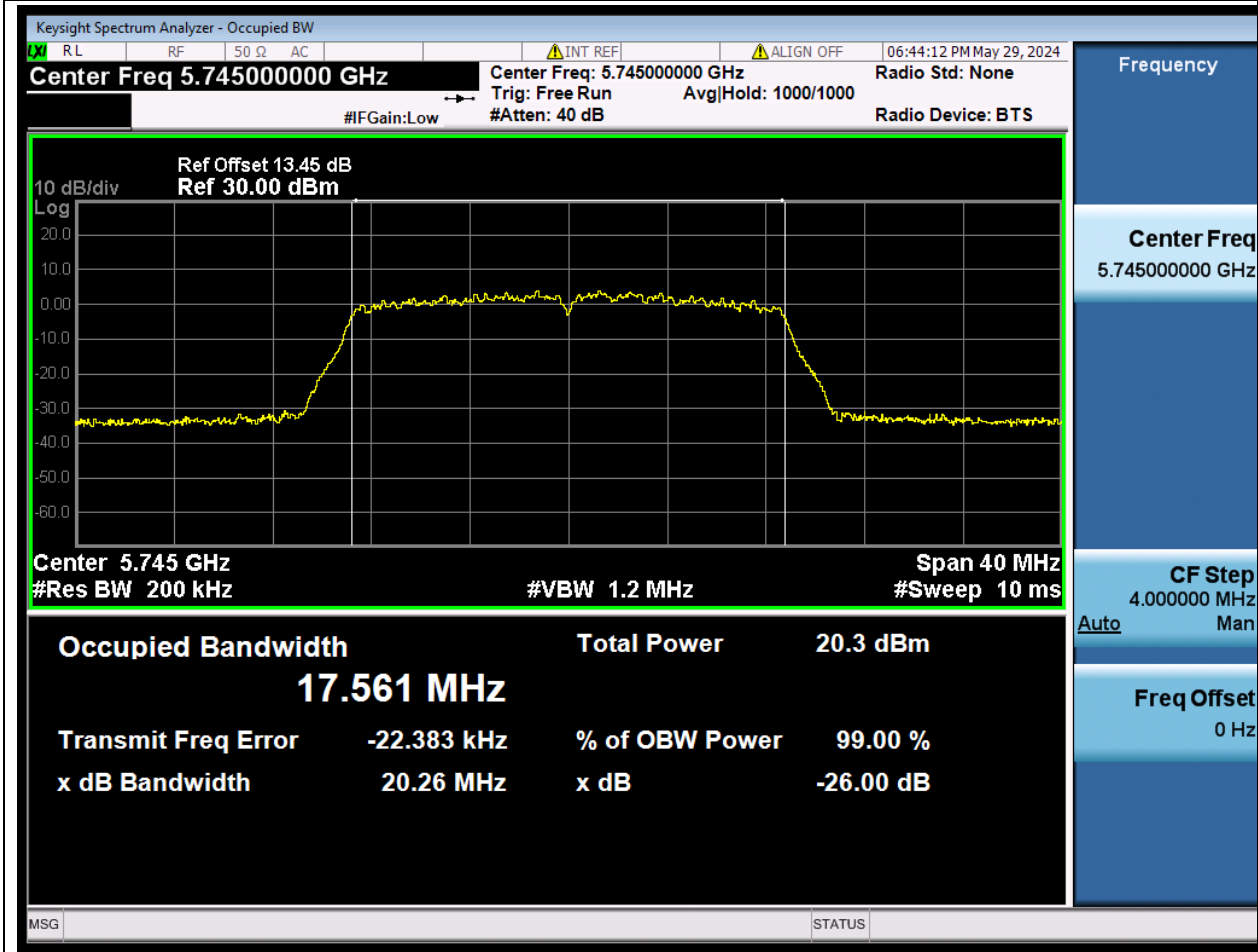 Keysight Spectrum Analyzer - Occupied BW
LXI RL RF 50 Ω AC INT REF ALIGN OFF 06:44:12 PM May 29, 2024
Center Freq 5.745000000 GHz
Center Freq: 5.745000000 GHz
Radio Std: None
Trig: Free Run Avg|Hold: 1000/1000
#IFGain:Low #Atten: 40 dB Radio Device: BTS
Ref Offset 13.45 dB
10 dB/div Ref 30.00 dBm
Log
20.0
10.0
0.00
-10.0
-20.0
-30.0
-40.0
-50.0
-60.0
Center 5.745 GHz Span 40 MHz
#Res BW 200 kHz #VBW 1.2 MHz #Sweep 10 ms
Occupied Bandwidth Total Power 20.3 dBm
17.561 MHz
Transmit Freq Error -22.383 kHz % of OBW Power 99.00 %
x dB Bandwidth 20.26 MHz x dB -26.00 dB
MSG STATUS
Frequency
Center Freq
5.745000000 GHz
CF Step
4.000000 MHz
Auto Man
Freq Offset
0 Hz